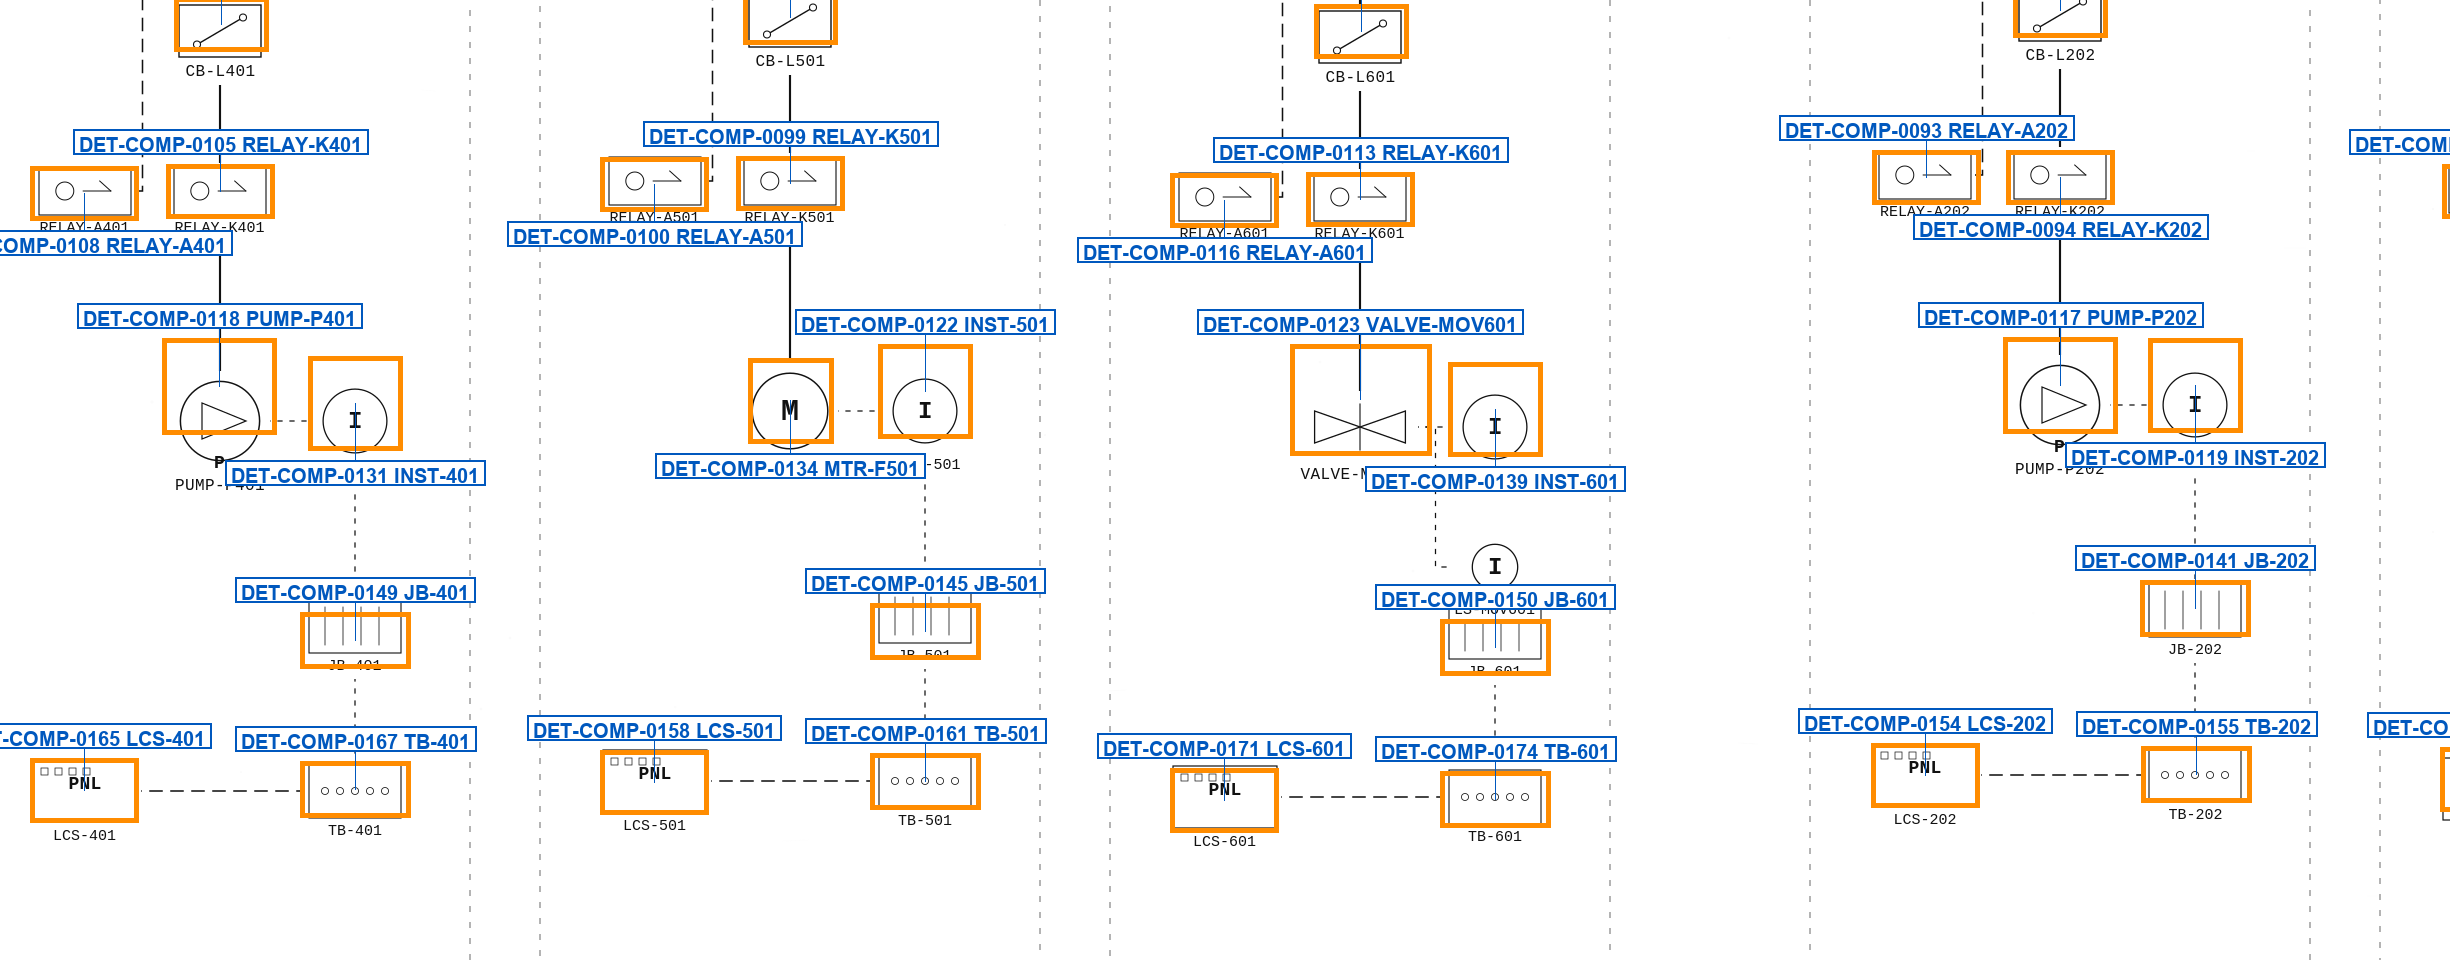 CB-L202
CB-L501
CB-L401
CB-L601
DET-COMP-0093 RELAY-A202
DET-COMP-0099 RELAY-K501
DET-COMP-0105 RELAY-K401
DET-COMP-0113 RELAY-K601
RELAY-A202
RELAY-K202
RELAY-A501
RELAY-K501
RELAY-A401
RELAY-K401
RELAY-A601
RELAY-K601
DET-COMP-0094 RELAY-K202
DET-COMP-0100 RELAY-A501
COMP-0108 RELAY-A401
DET-COMP-0116 RELAY-A601
DET-COMP-0118 PUMP-P401
DET-COMP-0122 INST-501
DET-COMP-0123 VALVE-MOV601
DET-COMP-0117 PUMP-P202
I
M
I
I
I
P
P
DET-COMP-0131 INST-401
DET-COMP-0134 MTR-F501
-501
DET-COMP-0139 INST-601
DET-COMP-0119 INST-202
PUMP-P401
VALVE-M
PUMP-P202
I
DET-COMP-0149 JB-401
DET-COMP-0145 JB-501
DET-COMP-0150 JB-601
DET-COMP-0141 JB-202
JB-401
JB-501
JB-601
JB-202
T-COMP-0165 LCS-401
DET-COMP-0167 TB-401
DET-COMP-0158 LCS-501
DET-COMP-0161 TB-501
DET-COMP-0171 LCS-601
DET-COMP-0174 TB-601
DET-COMP-0154 LCS-202
DET-COMP-0155 TB-202
DET-CO
PNL
PNL
PNL
PNL
LCS-401
TB-401
LCS-501
TB-501
LCS-601
TB-601
LCS-202
TB-202